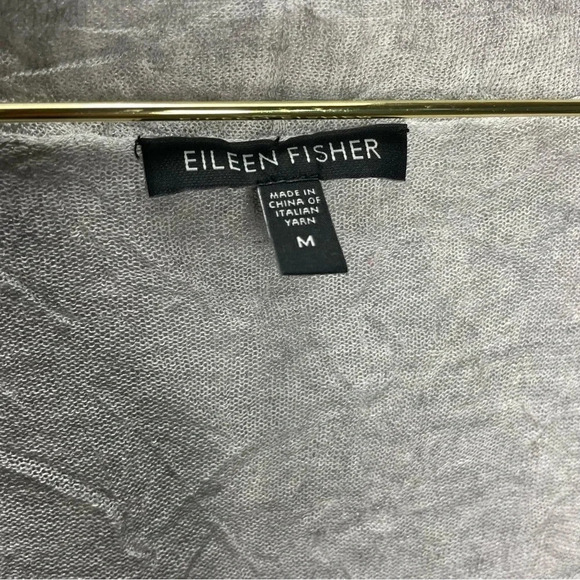 EILEEN FISHER
MADE IN
CHINA OF
ITALIAN
YARN
M